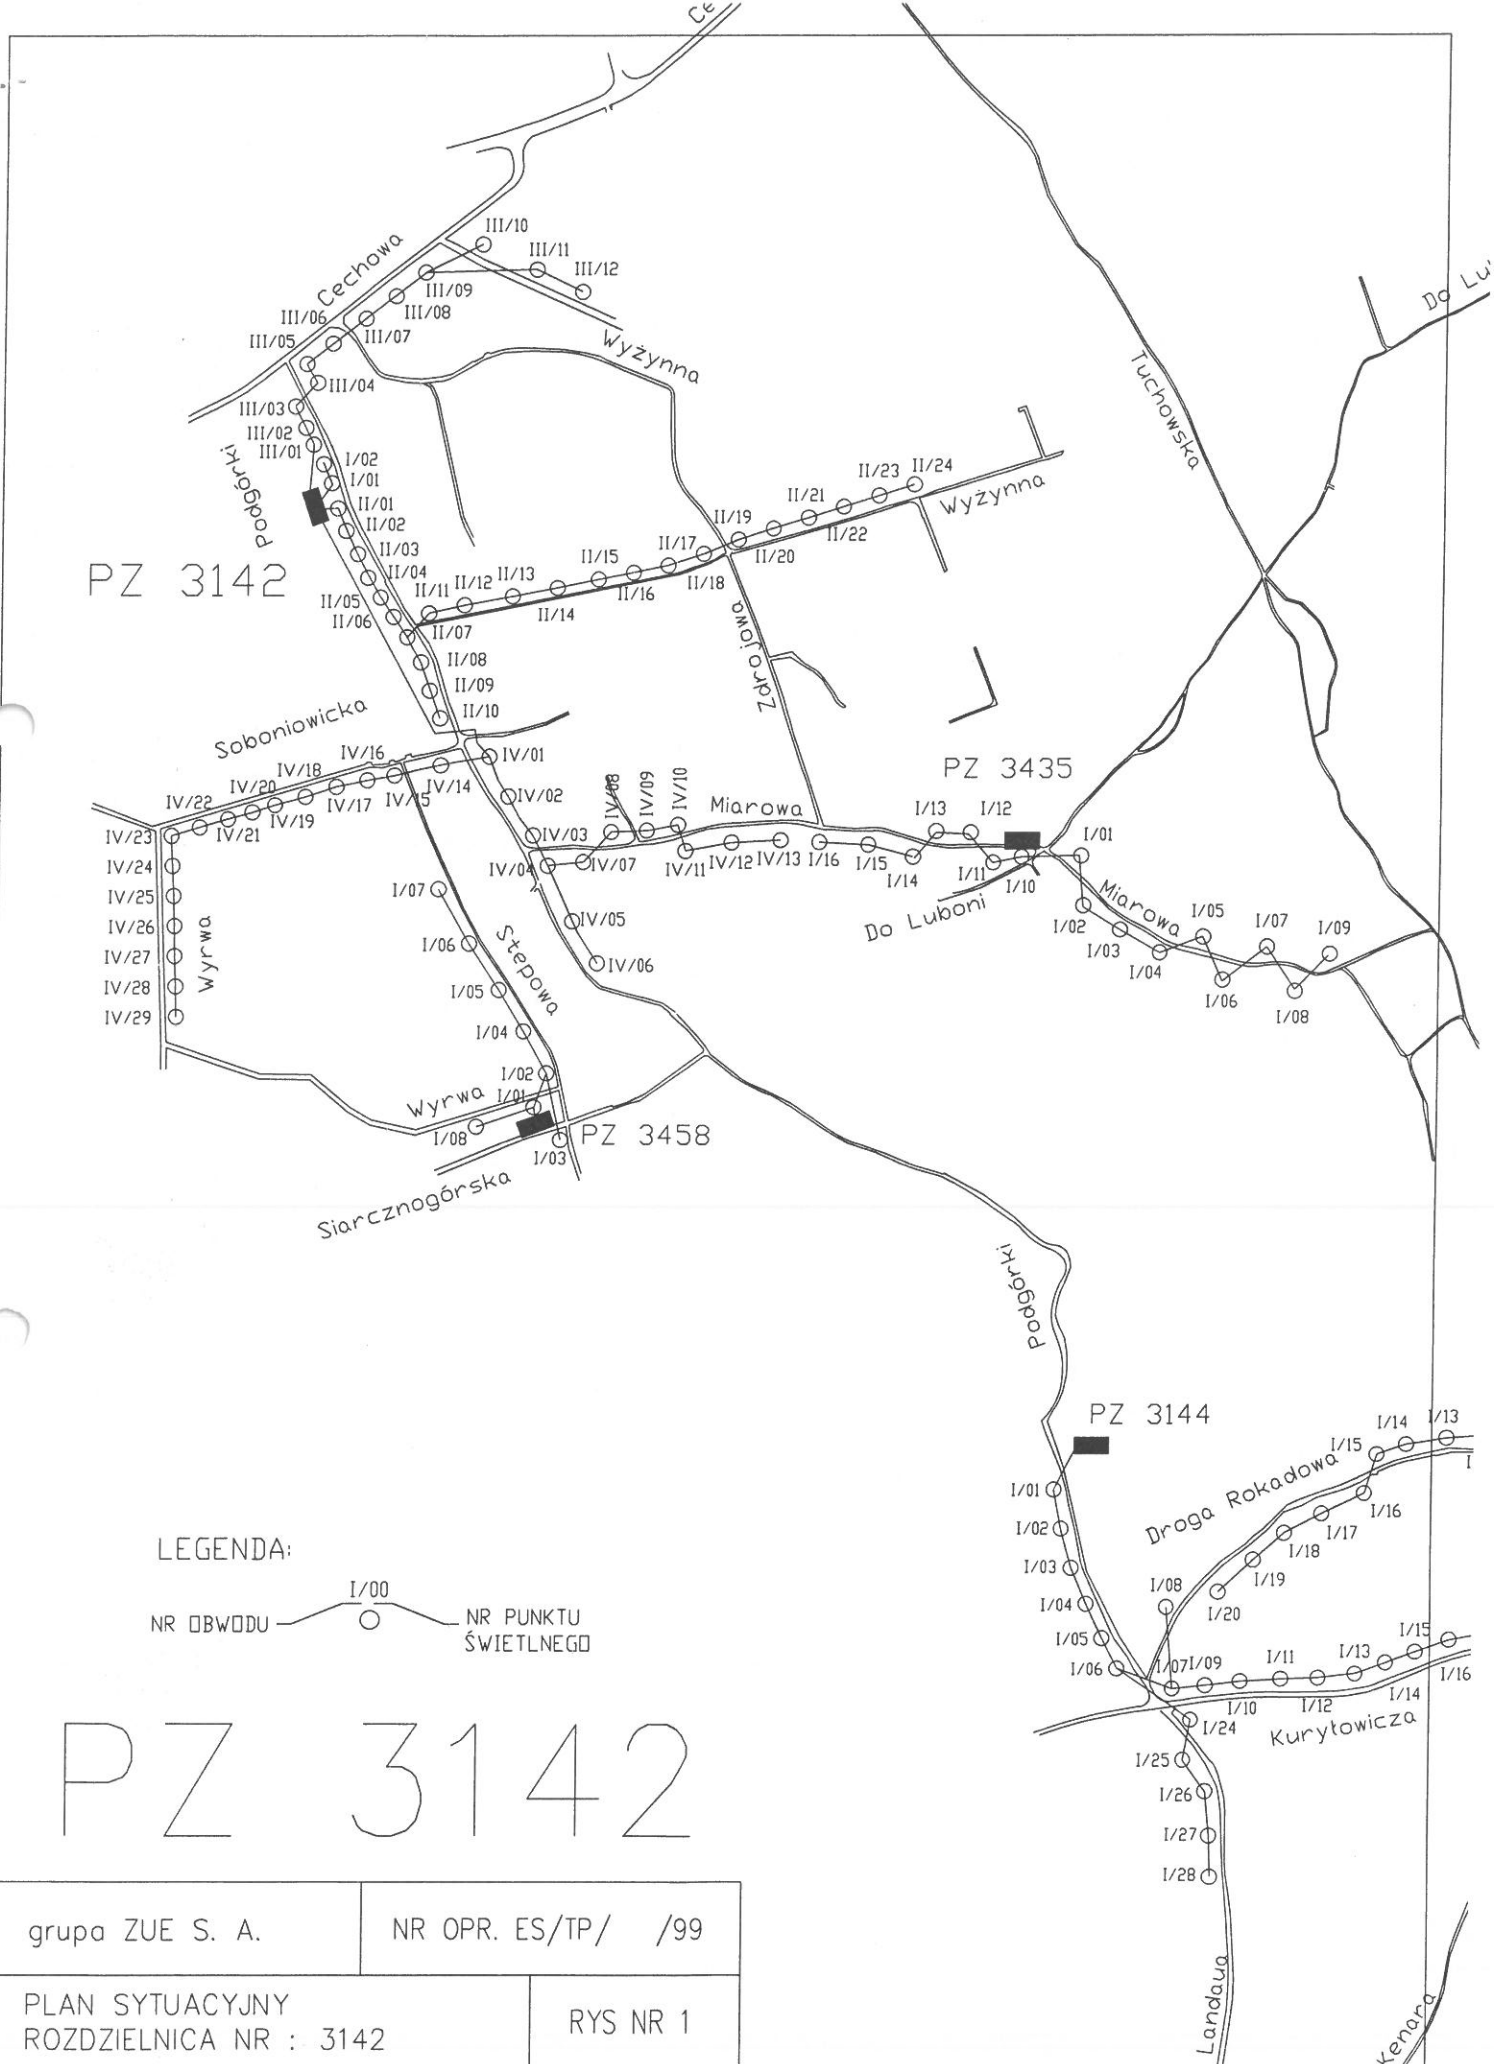 Ce
III/10
III/11
III/12
Cechowa
III/09
III/08
III/06
III/07
III/05
Wyżynna
III/04
III/03
III/02
III/01
Podgórki
I/02
I/01
II/01
II/02
II/03
II/04
II/05
II/06
PZ 3142
II/07
II/08
II/09
II/10
II/11
II/12
II/13
II/14
II/15
II/16
II/17
II/18
II/19
II/20
II/21
II/22
II/23
II/24
Wyżynna
Zdrojowa
Tuchowska
Do Lu
Soboniowicka
IV/01
IV/02
IV/03
IV/04
IV/05
IV/06
IV/07
IV/08
IV/09
IV/10
IV/11
IV/12
IV/13
Miarowa
IV/14
IV/15
IV/16
IV/17
IV/18
IV/19
IV/20
IV/21
IV/22
IV/23
IV/24
IV/25
IV/26
IV/27
IV/28
IV/29
Wyrwa
PZ 3435
I/16
I/15
I/14
I/13
I/12
I/11
I/10
I/01
Do Luboni
Miarowa
I/02
I/03
I/04
I/05
I/06
I/07
I/08
I/09
I/07
I/06
I/05
I/04
Stepowa
I/02
I/01
Wyrwa
I/08
I/03
PZ 3458
Siarcznogórska
Podgórki
PZ 3144
I/01
I/02
I/03
I/04
I/05
I/06
Droga Rokadowa
I/13
I/14
I/15
I/16
I/17
I/18
I/19
I/20
I/08
I/07
I/09
I/10
I/11
I/12
I/13
I/14
I/15
I/16
Kuryłowicza
I/24
I/25
I/26
I/27
I/28
Landaua
Kenara
LEGENDA:
I/00
NR OBWODU
NR PUNKTU
ŚWIETLNEGO
PZ 3142
grupa ZUE S. A.
NR OPR. ES/TP/ /99
PLAN SYTUACYJNY
ROZDZIELNICA NR : 3142
RYS NR 1